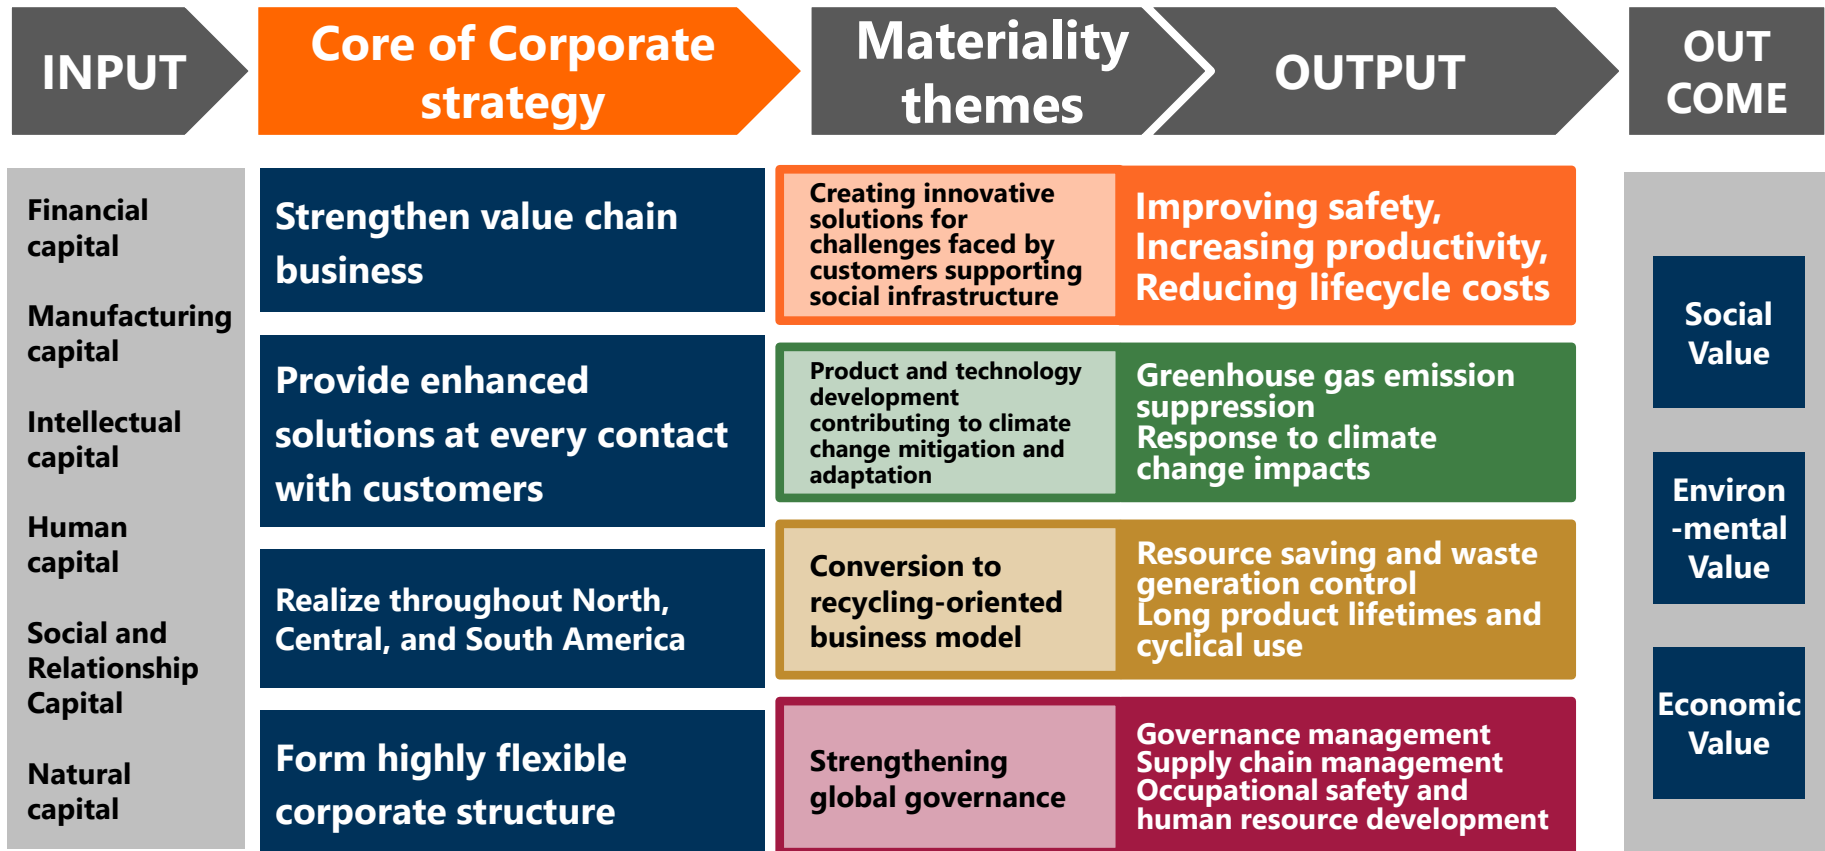 INPUT
Core of Corporate
strategy
Materiality
themes
OUTPUT
OUT
COME
Financial
capital
Manufacturing
capital
Intellectual
capital
Human
capital
Social and
Relationship
Capital
Natural
capital
Strengthen value chain
business
Provide enhanced
solutions at every contact
with customers
Realize throughout North,
Central, and South America
Form highly flexible
corporate structure
Creating innovative
solutions for
challenges faced by
customers supporting
social infrastructure
Improving safety,
Increasing productivity,
Reducing lifecycle costs
Product and technology
development
contributing to climate
change mitigation and
adaptation
Greenhouse gas emission
suppression
Response to climate
change impacts
Conversion to
recycling-oriented
business model
Resource saving and waste
generation control
Long product lifetimes and
cyclical use
Strengthening
global governance
Governance management
Supply chain management
Occupational safety and
human resource development
Social
Value
Environ
-mental
Value
Economic
Value